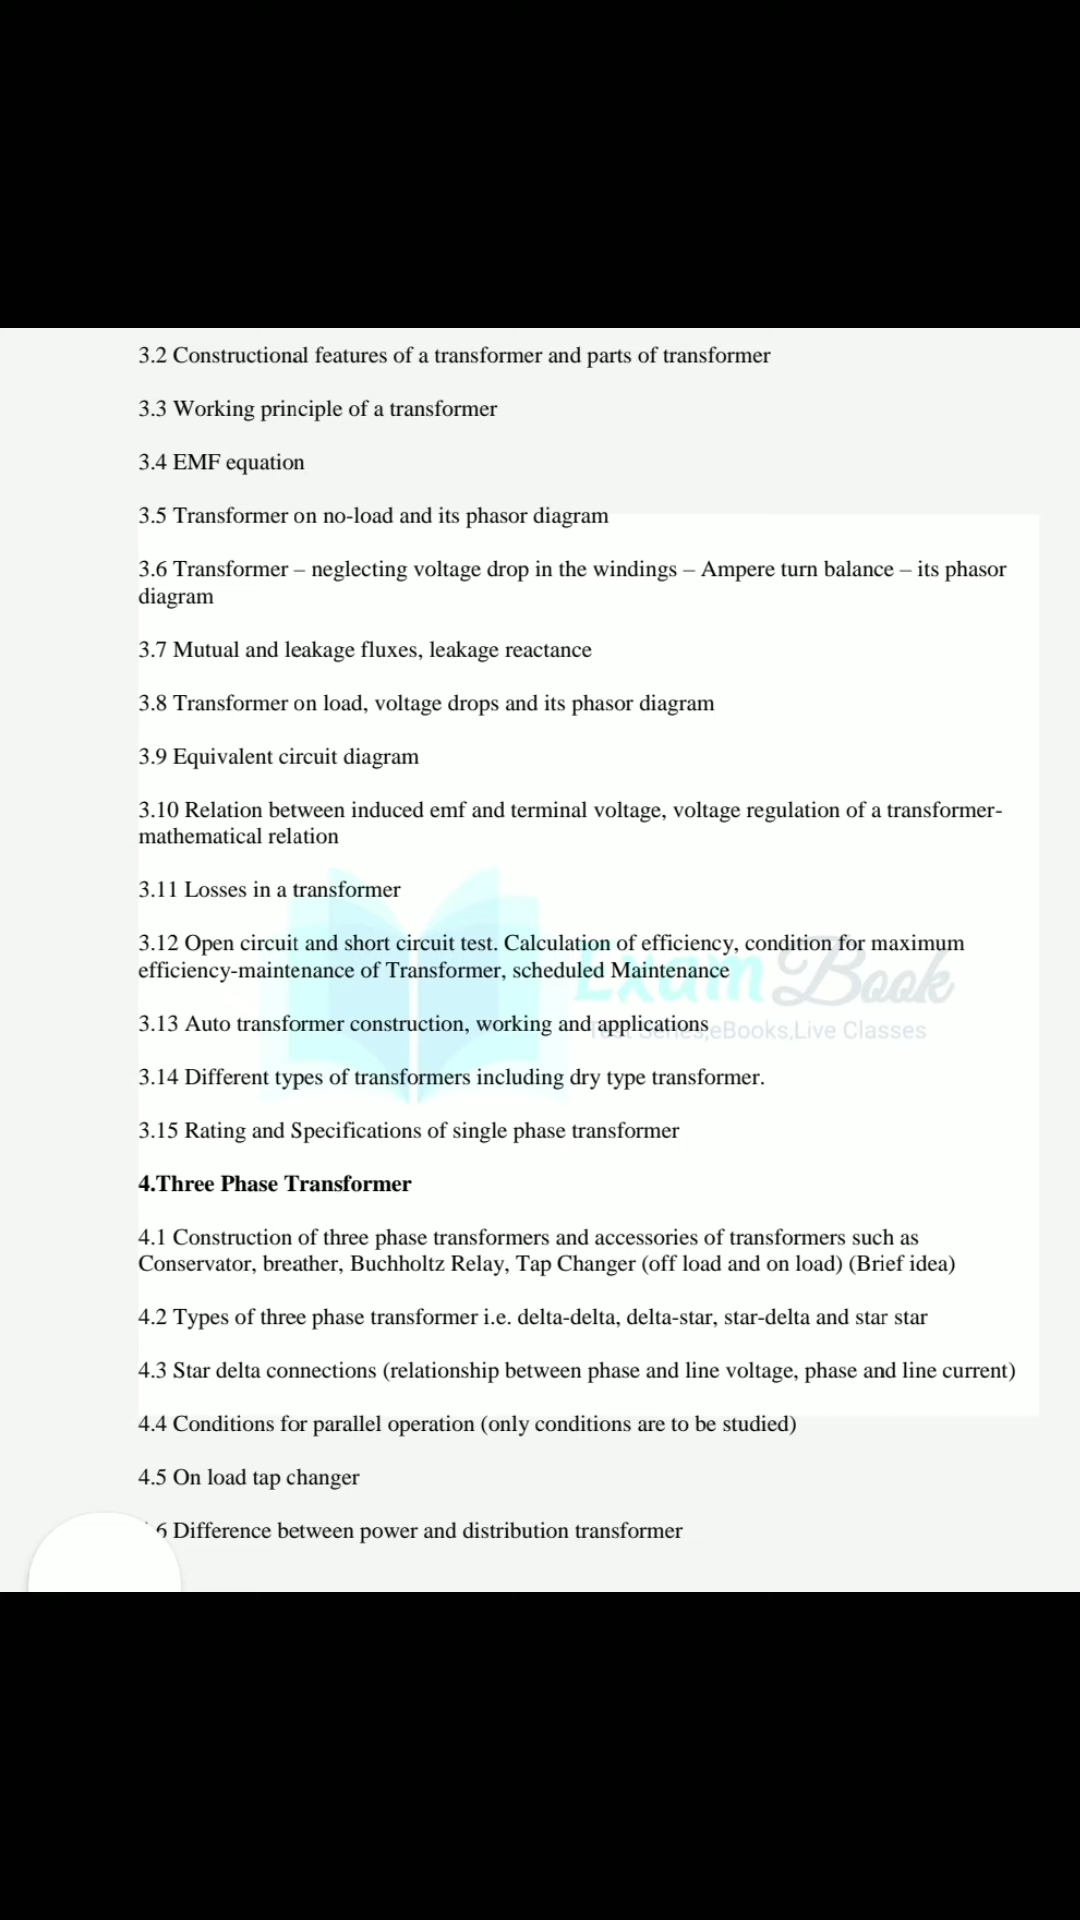 3.2 Constructional features of a transformer and parts of transformer
3.3 Working principle of a transformer
3.4 EMF equation
3.5 Transformer on no-load and its phasor diagram
3.6 Transformer – neglecting voltage drop in the windings – Ampere turn balance – its phasor
diagram
3.7 Mutual and leakage fluxes, leakage reactance
3.8 Transformer on load, voltage drops and its phasor diagram
3.9 Equivalent circuit diagram
3.10 Relation between induced emf and terminal voltage, voltage regulation of a transformer-
mathematical relation
3.11 Losses in a transformer
3.12 Open circuit and short circuit test. Calculation of efficiency, condition for maximum
efficiency-maintenance of Transformer, scheduled Maintenance
Exam Book
3.13 Auto transformer construction, working and applications
eBooks,Live Classes
3.14 Different types of transformers including dry type transformer.
3.15 Rating and Specifications of single phase transformer
4.Three Phase Transformer
4.1 Construction of three phase transformers and accessories of transformers such as
Conservator, breather, Buchholtz Relay, Tap Changer (off load and on load) (Brief idea)
4.2 Types of three phase transformer i.e. delta-delta, delta-star, star-delta and star star
4.3 Star delta connections (relationship between phase and line voltage, phase and line current)
4.4 Conditions for parallel operation (only conditions are to be studied)
4.5 On load tap changer
6 Difference between power and distribution transformer